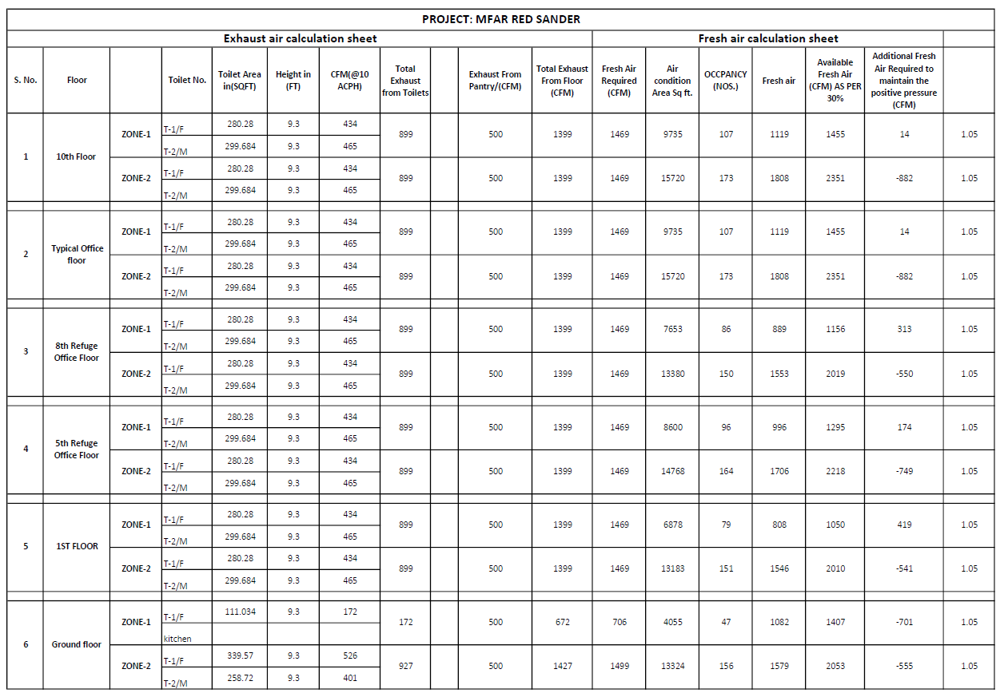 PROJECT: MFAR RED SANDER
Exhaust air calculation sheet Fresh air calculation sheet
S. No. Floor Toilet No. Toilet Area in(SQFT) Height in (FT) CFM(@10 ACPH) Total Exhaust from Toilets Exhaust From Pantry/(CFM) Total Exhaust From Floor (CFM) Fresh Air Required (CFM) Air condition Area Sq ft. OCCPANCY (NOS.) Fresh air Available Fresh Air (CFM) AS PER 30% Additional Fresh Air Required to maintain the positive pressure (CFM)
1 10th Floor ZONE-1 T-1/F 280.28 9.3 434 899 500 1399 1469 9735 107 1119 1455 14 1.05
T-2/M 299.684 9.3 465
ZONE-2 T-1/F 280.28 9.3 434 899 500 1399 1469 15720 173 1808 2351 -882 1.05
T-2/M 299.684 9.3 465
2 Typical Office floor ZONE-1 T-1/F 280.28 9.3 434 899 500 1399 1469 9735 107 1119 1455 14 1.05
T-2/M 299.684 9.3 465
ZONE-2 T-1/F 280.28 9.3 434 899 500 1399 1469 15720 173 1808 2351 -882 1.05
T-2/M 299.684 9.3 465
3 8th Refuge Office Floor ZONE-1 T-1/F 280.28 9.3 434 899 500 1399 1469 7653 86 889 1156 313 1.05
T-2/M 299.684 9.3 465
ZONE-2 T-1/F 280.28 9.3 434 899 500 1399 1469 13380 150 1553 2019 -550 1.05
T-2/M 299.684 9.3 465
4 5th Refuge Office Floor ZONE-1 T-1/F 280.28 9.3 434 899 500 1399 1469 8600 96 996 1295 174 1.05
T-2/M 299.684 9.3 465
ZONE-2 T-1/F 280.28 9.3 434 899 500 1399 1469 14768 164 1706 2218 -749 1.05
T-2/M 299.684 9.3 465
5 1ST FLOOR ZONE-1 T-1/F 280.28 9.3 434 899 500 1399 1469 6878 79 808 1050 419 1.05
T-2/M 299.684 9.3 465
ZONE-2 T-1/F 280.28 9.3 434 899 500 1399 1469 13183 151 1546 2010 -541 1.05
T-2/M 299.684 9.3 465
6 Ground floor ZONE-1 T-1/F 111.034 9.3 172 172 500 672 706 4055 47 1082 1407 -701 1.05
kitchen
ZONE-2 T-1/F 339.57 9.3 526 927 500 1427 1499 13324 156 1579 2053 -555 1.05
T-2/M 258.72 9.3 401